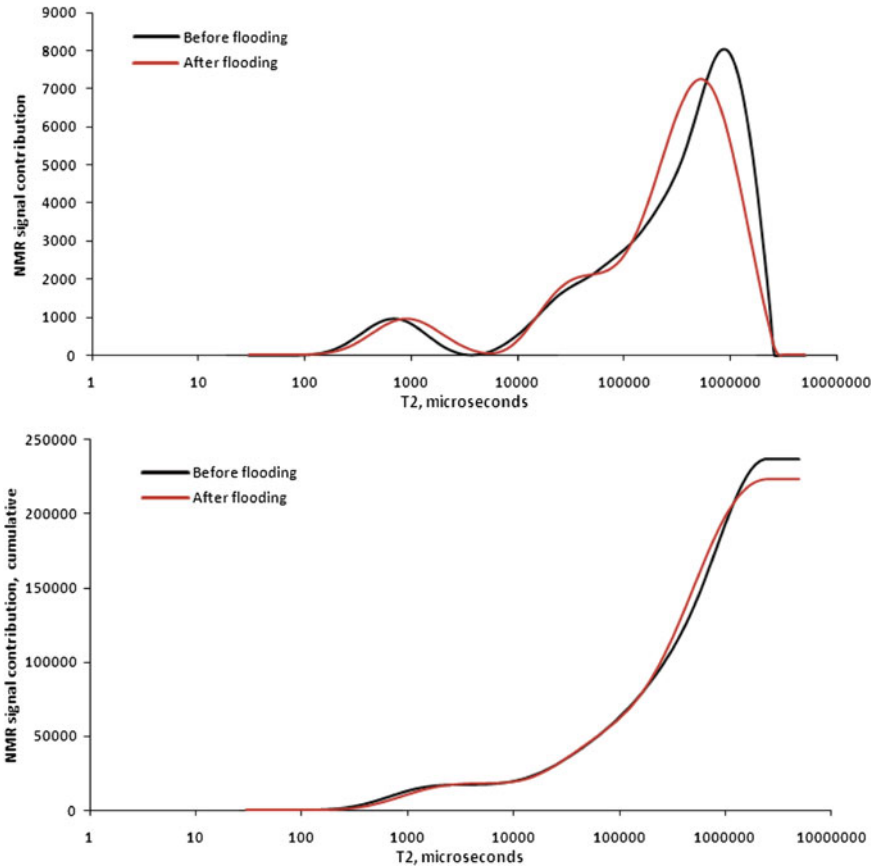 9000
8000
7000
6000
5000
4000
3000
2000
1000
0
NMR signal contribution
Before flooding
After flooding
1 10 100 1000 10000 100000 1000000 10000000
T2, microseconds
250000
200000
150000
100000
50000
0
NMR signal contribution, cumulative
Before flooding
After flooding
1 10 100 1000 10000 100000 1000000 10000000
T2, microseconds